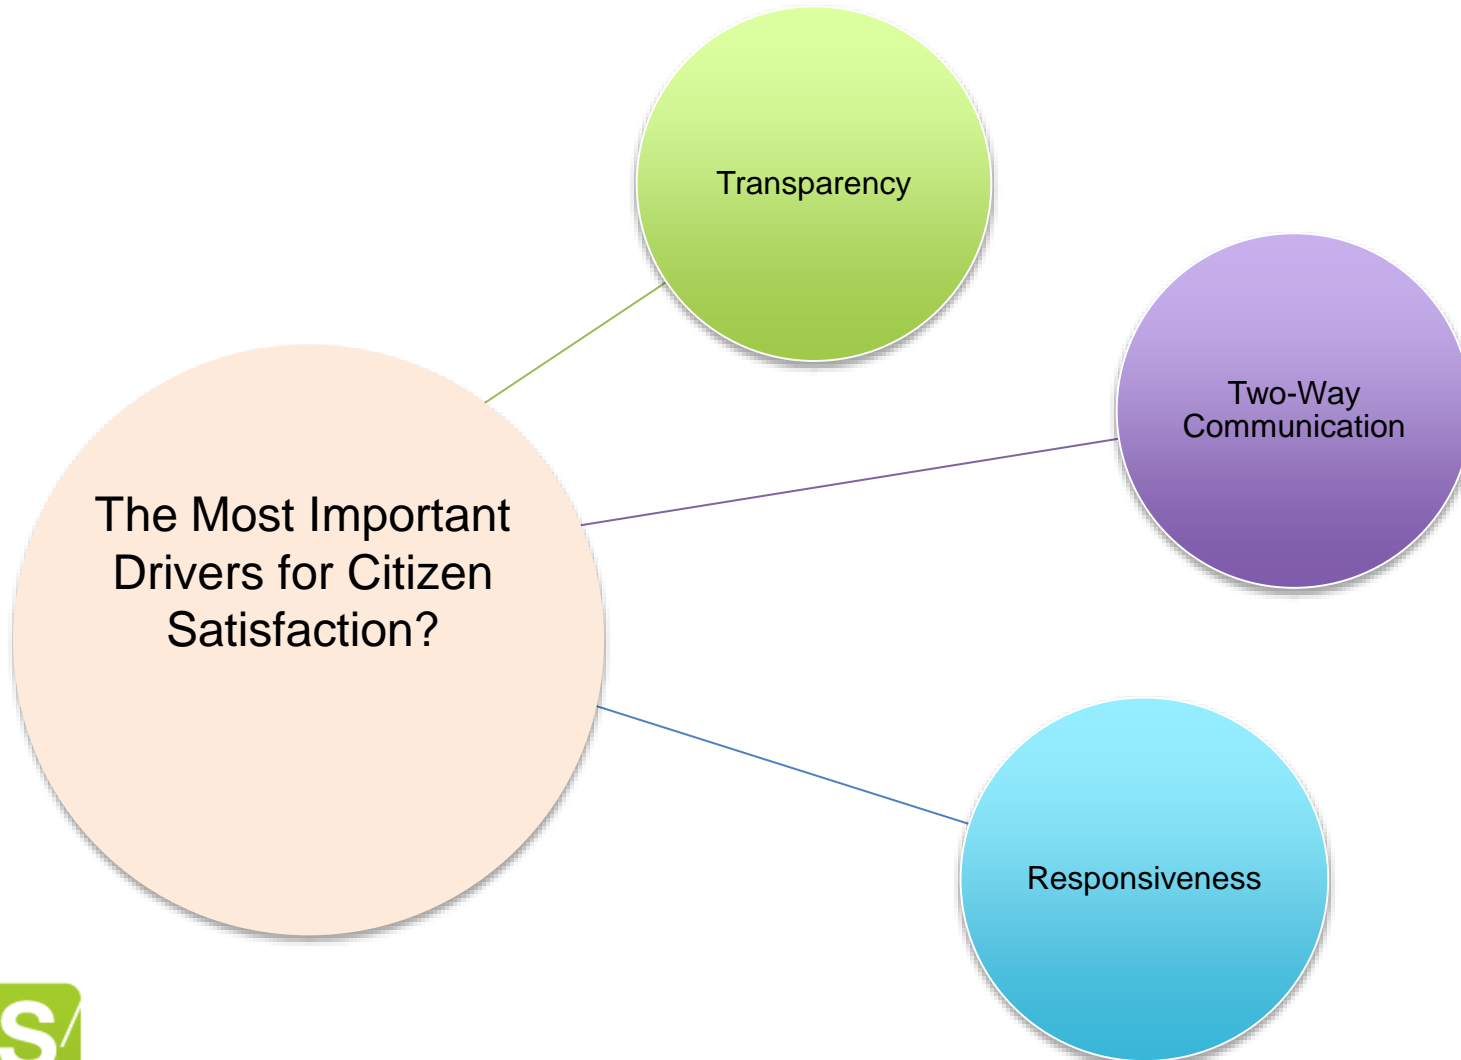 Transparency
Two-Way
Communication
The Most Important
Drivers for Citizen
Satisfaction?
Responsiveness
S/